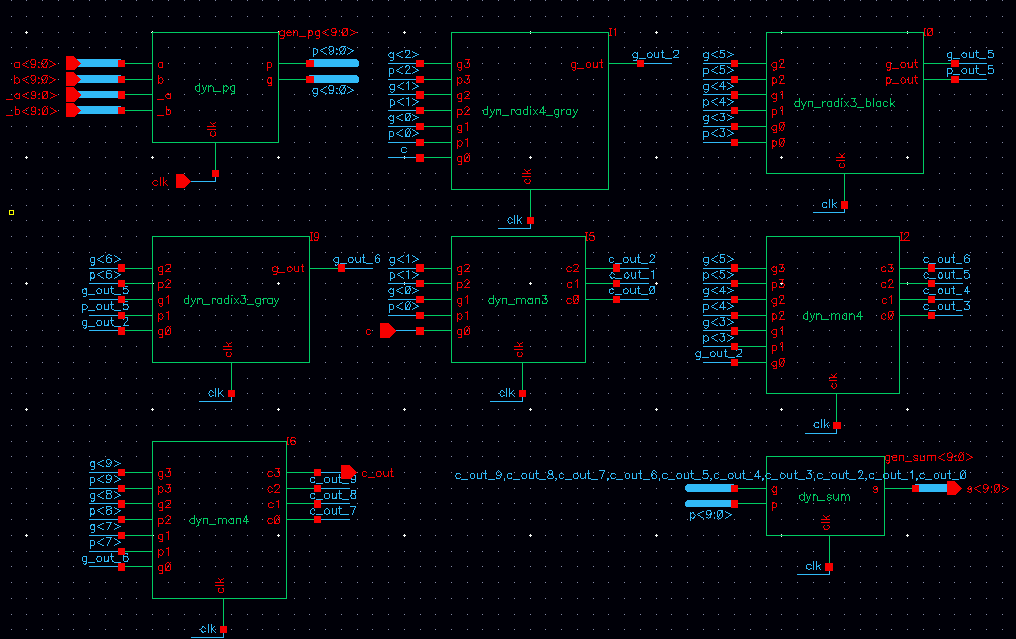 gen_pg<9:0>
a<9:0>
b<9:0>
_a<9:0>
_b<9:0>
a
b
_a
_b
dyn_pg
p
g
p<9:0>
g<9:0>
clk
clk
I1
g<2>
p<2>
g<1>
p<1>
g<0>
p<0>
c
g3
p3
g2
p2
g1
p1
g0
dyn_radix4_gray
g_out
g_out_2
clk
clk
I0
g<5>
p<5>
g<4>
p<4>
g<3>
p<3>
g2
p2
g1
p1
g0
p0
dyn_radix3_black
g_out
p_out
g_out_5
p_out_5
clk
clk
I9
g<6>
p<6>
g_out_5
p_out_5
g_out_2
g2
p2
g1
p1
g0
dyn_radix3_gray
g_out
g_out_6
clk
clk
I5
g<1>
p<1>
g<0>
p<0>
c
g2
p2
g1
p1
g0
dyn_man3
c2
c1
c0
c_out_2
c_out_1
c_out_0
clk
clk
I2
g<5>
p<5>
g<4>
p<4>
g<3>
p<3>
g_out_2
g3
p3
g2
p2
g1
p1
g0
dyn_man4
c3
c2
c1
c0
c_out_6
c_out_5
c_out_4
c_out_3
clk
clk
I6
g<9>
p<9>
g<8>
p<8>
g<7>
p<7>
g_out_6
g3
p3
g2
p2
g1
p1
g0
dyn_man4
c3
c2
c1
c0
c_out
c_out_9
c_out_8
c_out_7
clk
clk
gen_sum<9:0>
c_out_9,c_out_8,c_out_7,c_out_6,c_out_5,c_out_4,c_out_3,c_out_2,c_out_1,c_out_0
p<9:0>
g
p
dyn_sum
s
s<9:0>
clk
clk